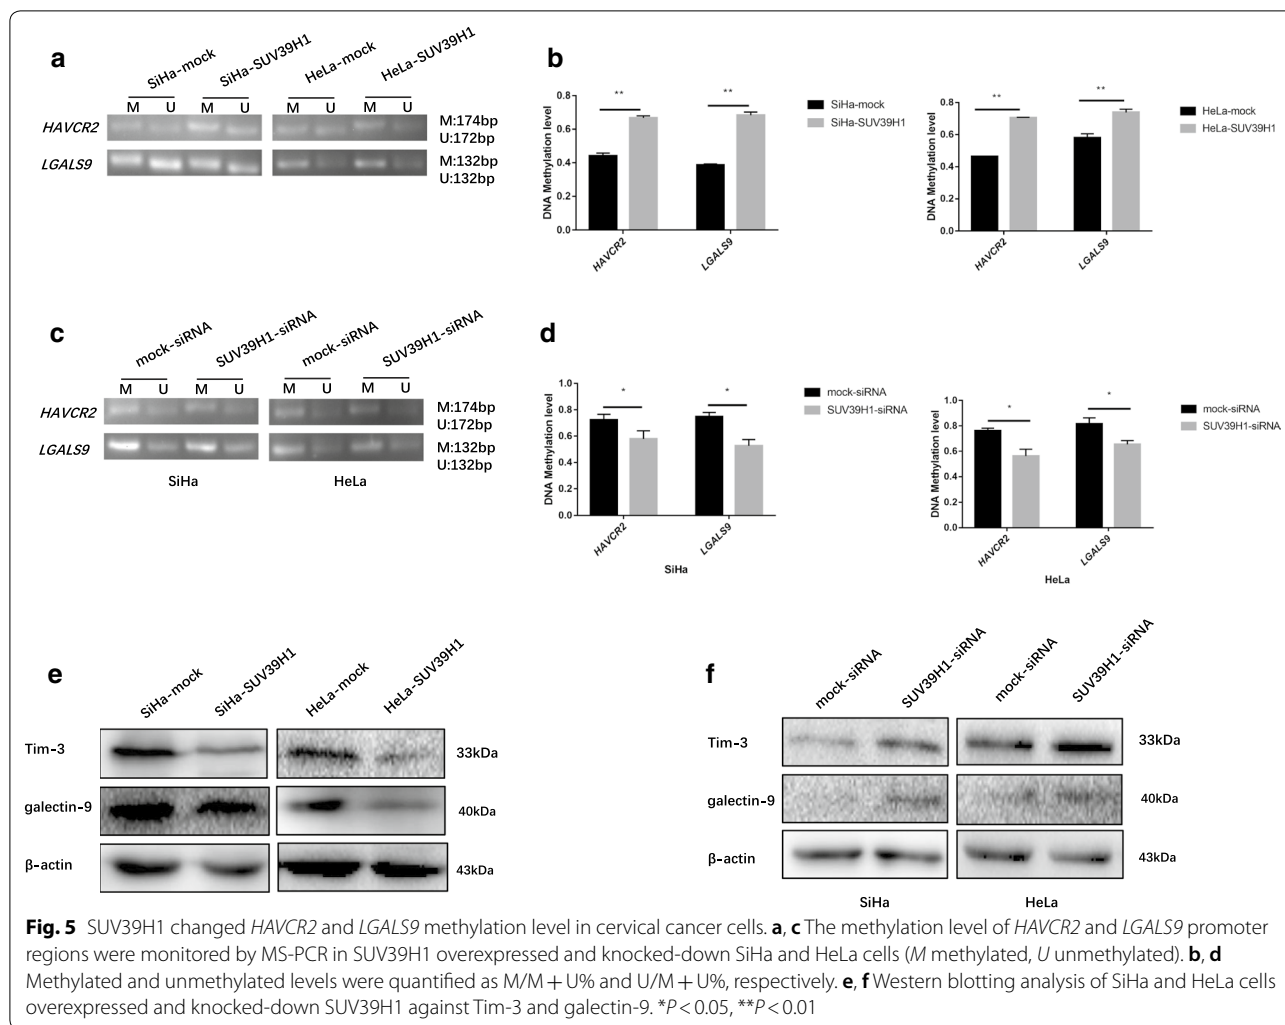 a
SiHa-mock
SiHa-SUV39H1
HeLa-mock
HeLa-SUV39H1
M U M U M U M U
HAVCR2
M:174bp
U:172bp
LGALS9
M:132bp
U:132bp
b
DNA Methylation level
0.8
0.6
0.4
0.2
0.0
** **
HAVCR2 LGALS9
SiHa-mock
SiHa-SUV39H1
DNA Methylation level
0.8
0.6
0.4
0.2
0.0
** **
HAVCR2 LGALS9
HeLa-mock
HeLa-SUV39H1
c
mock-siRNA
SUV39H1-siRNA
mock-siRNA
SUV39H1-siRNA
M U M U M U M U
HAVCR2
M:174bp
U:172bp
LGALS9
M:132bp
U:132bp
SiHa HeLa
d
DNA Methylation level
1.0
0.8
0.6
0.4
0.2
0.0
* *
HAVCR2 LGALS9
SiHa
mock-siRNA
SUV39H1-siRNA
DNA Methylation level
1.0
0.8
0.6
0.4
0.2
0.0
* *
HAVCR2 LGALS9
HeLa
mock-siRNA
SUV39H1-siRNA
e
SiHa-mock
SiHa-SUV39H1
HeLa-mock
HeLa-SUV39H1
Tim-3 33kDa
galectin-9 40kDa
β-actin 43kDa
f
mock-siRNA
SUV39H1-siRNA
mock-siRNA
SUV39H1-siRNA
Tim-3 33kDa
galectin-9 40kDa
β-actin 43kDa
SiHa HeLa
Fig. 5 SUV39H1 changed HAVCR2 and LGALS9 methylation level in cervical cancer cells. a, c The methylation level of HAVCR2 and LGALS9 promoter
regions were monitored by MS-PCR in SUV39H1 overexpressed and knocked-down SiHa and HeLa cells (M methylated, U unmethylated). b, d
Methylated and unmethylated levels were quantified as M/M + U% and U/M + U%, respectively. e, f Western blotting analysis of SiHa and HeLa cells
overexpressed and knocked-down SUV39H1 against Tim-3 and galectin-9. *P < 0.05, **P < 0.01